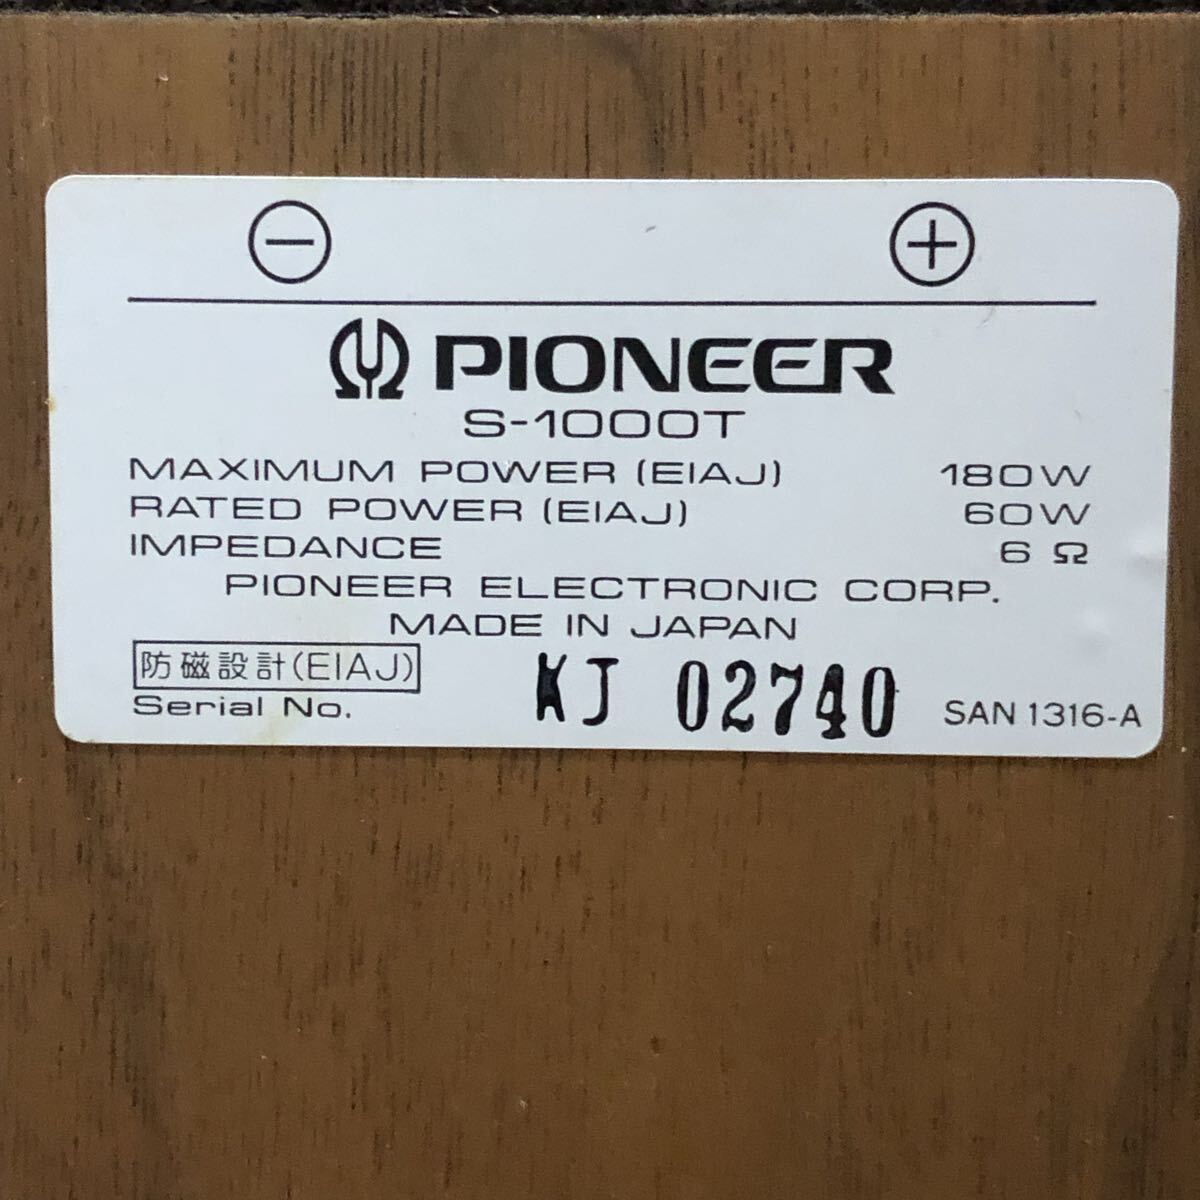 ⊖ ⊕
PIONEER
S-1000T
MAXIMUM POWER (EIAJ) 180W
RATED POWER (EIAJ) 60W
IMPEDANCE 6 Ω
PIONEER ELECTRONIC CORP.
MADE IN JAPAN
防磁設計(EIAJ)
Serial No. KJ 02740 SAN 1316-A